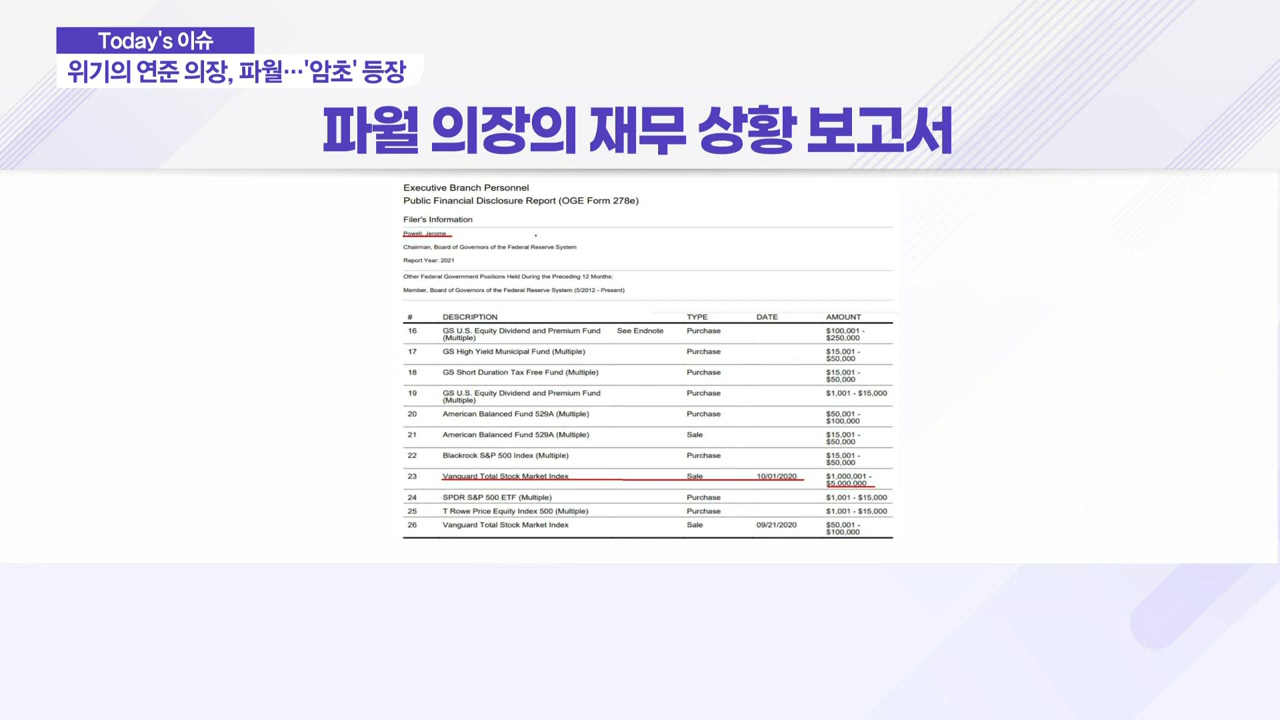 Today's 이슈
위기의 연준 의장, 파월…'암초' 등장
파월 의장의 재무 상황 보고서
Executive Branch Personnel
Public Financial Disclosure Report (OGE Form 278e)
Filer's Information
Powell, Jerome
Chairman, Board of Governors of the Federal Reserve System
Report Year: 2021
Other Federal Government Positions Held During the Preceding 12 Months:
Member, Board of Governors of the Federal Reserve System (5/2012 - Present)
# DESCRIPTION TYPE DATE AMOUNT
16 GS U.S. Equity Dividend and Premium Fund See Endnote Purchase $100,001 -
(Multiple) $250,000
17 GS High Yield Municipal Fund (Multiple) Purchase $15,001 -
$50,000
18 GS Short Duration Tax Free Fund (Multiple) Purchase $15,001 -
$50,000
19 GS U.S. Equity Dividend and Premium Fund Purchase $1,001 - $15,000
(Multiple)
20 American Balanced Fund 529A (Multiple) Purchase $50,001 -
$100,000
21 American Balanced Fund 529A (Multiple) Sale $15,001 -
$50,000
22 Blackrock S&P 500 Index (Multiple) Purchase $15,001 -
$50,000
23 Vanguard Total Stock Market Index Sale 10/01/2020 $1,000,001 -
$5,000,000
24 SPDR S&P 500 ETF (Multiple) Purchase $1,001 - $15,000
25 T Rowe Price Equity Index 500 (Multiple) Purchase $1,001 - $15,000
26 Vanguard Total Stock Market Index Sale 09/21/2020 $50,001 -
$100,000